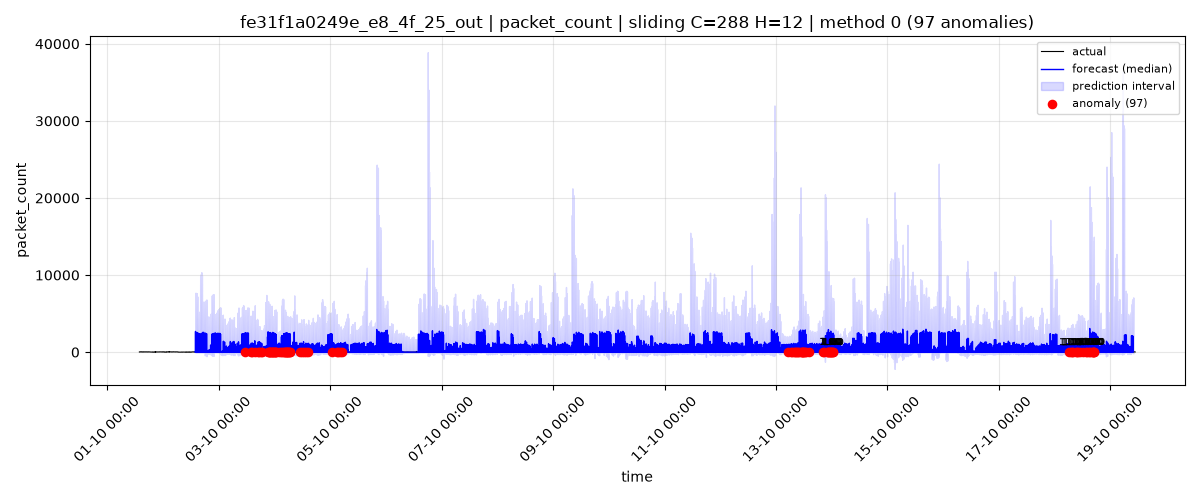 fe31f1a0249e_e8_4f_25_out | packet_count | sliding C=288 H=12 | method 0 (97 anomalies)
actual
forecast (median)
prediction interval
anomaly (97)
packet_count
40000
30000
20000
10000
0
01-10 00:00
03-10 00:00
05-10 00:00
07-10 00:00
09-10 00:00
11-10 00:00
13-10 00:00
15-10 00:00
17-10 00:00
19-10 00:00
time